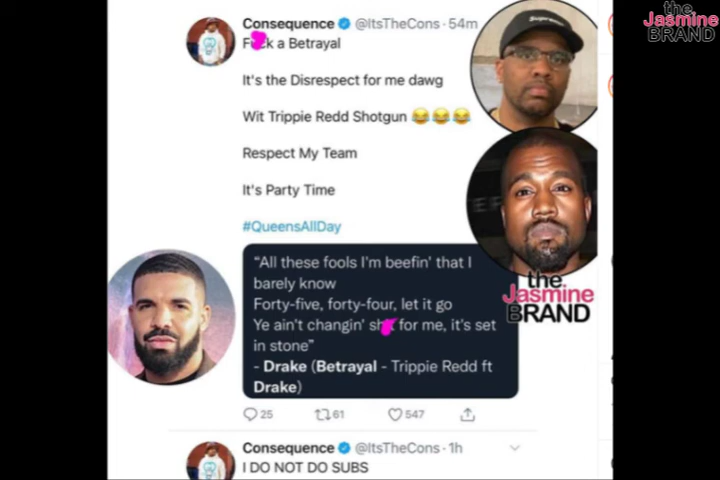 the
Jasmine
BRAND
Consequence @ItsTheCons · 54m
F k a Betrayal
It's the Disrespect for me dawg
Wit Trippie Redd Shotgun 😂😂😂
Respect My Team
It's Party Time
#QueensAllDay
"All these fools I'm beefin' that I
barely know
Forty-five, forty-four, let it go
Ye ain't changin' sh for me, it's set
in stone"
- Drake (Betrayal - Trippie Redd ft
Drake)
the
Jasmine
BRAND
25 61 547
Consequence @ItsTheCons · 1h
I DO NOT DO SUBS